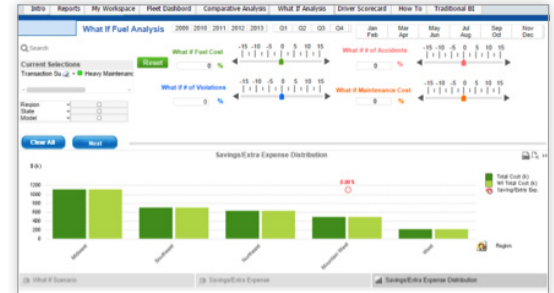 Intro Reports My Workspace Fleet Dashboard Comparative Analysis What If Analysis Driver Scorecard How To Traditional BI
What If Fuel Analysis 2009 2010 2011 2012 2013 Q1 Q2 Q3 Q4 Jan Mar May Jul Sep Nov
Feb Apr Jun Aug Oct Dec
Search
What if Fuel Cost -15 -10 -5 0 5 10 15 What if # of Accidents -15 -10 -5 0 5 10 15
Current Selections Reset 0 % 0 %
Transaction Su Heavy Maintenanc
What if # of Violations -15 -10 -5 0 5 10 15 What if Maintenance Cost -15 -10 -5 0 5 10 15
0 % 0 %
Region
State
Model
Clear All Next
Savings/Extra Expense Distribution
$ (k)
Total Cost (k)
WI Total Cost (k)
Saving/Extra Exp.
0.00%
1200
1000
800
600
400
200
0
Midwest Southeast Northeast Mountain West West Region
What If Scenario Savings/Extra Expense Savings/Extra Expense Distribution